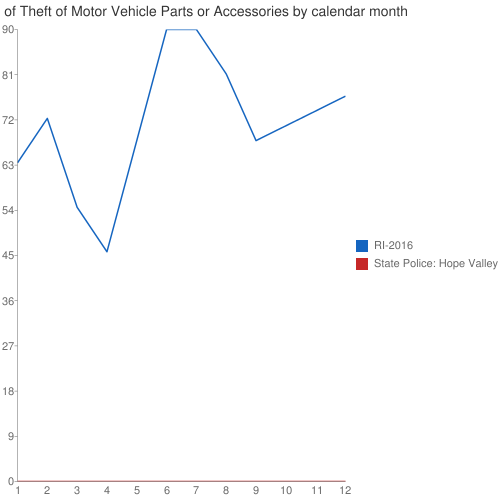 of Theft of Motor Vehicle Parts or Accessories by calendar month
90
81
72
63
54
45
36
27
18
9
0
1 2 3 4 5 6 7 8 9 10 11 12
RI-2016
State Police: Hope Valley